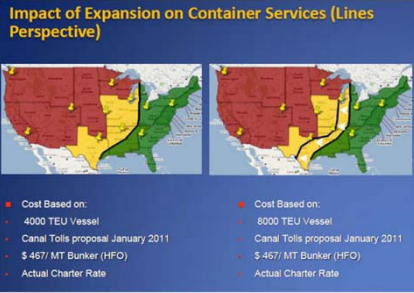 Impact of Expansion on Container Services (Lines
Perspective)
Cost Based on:
4000 TEU Vessel
Canal Tolls proposal January 2011
$ 467/ MT Bunker (HFO)
Actual Charter Rate
Cost Based on:
8000 TEU Vessel
Canal Tolls proposal January 2011
$ 467/ MT Bunker (HFO)
Actual Charter Rate